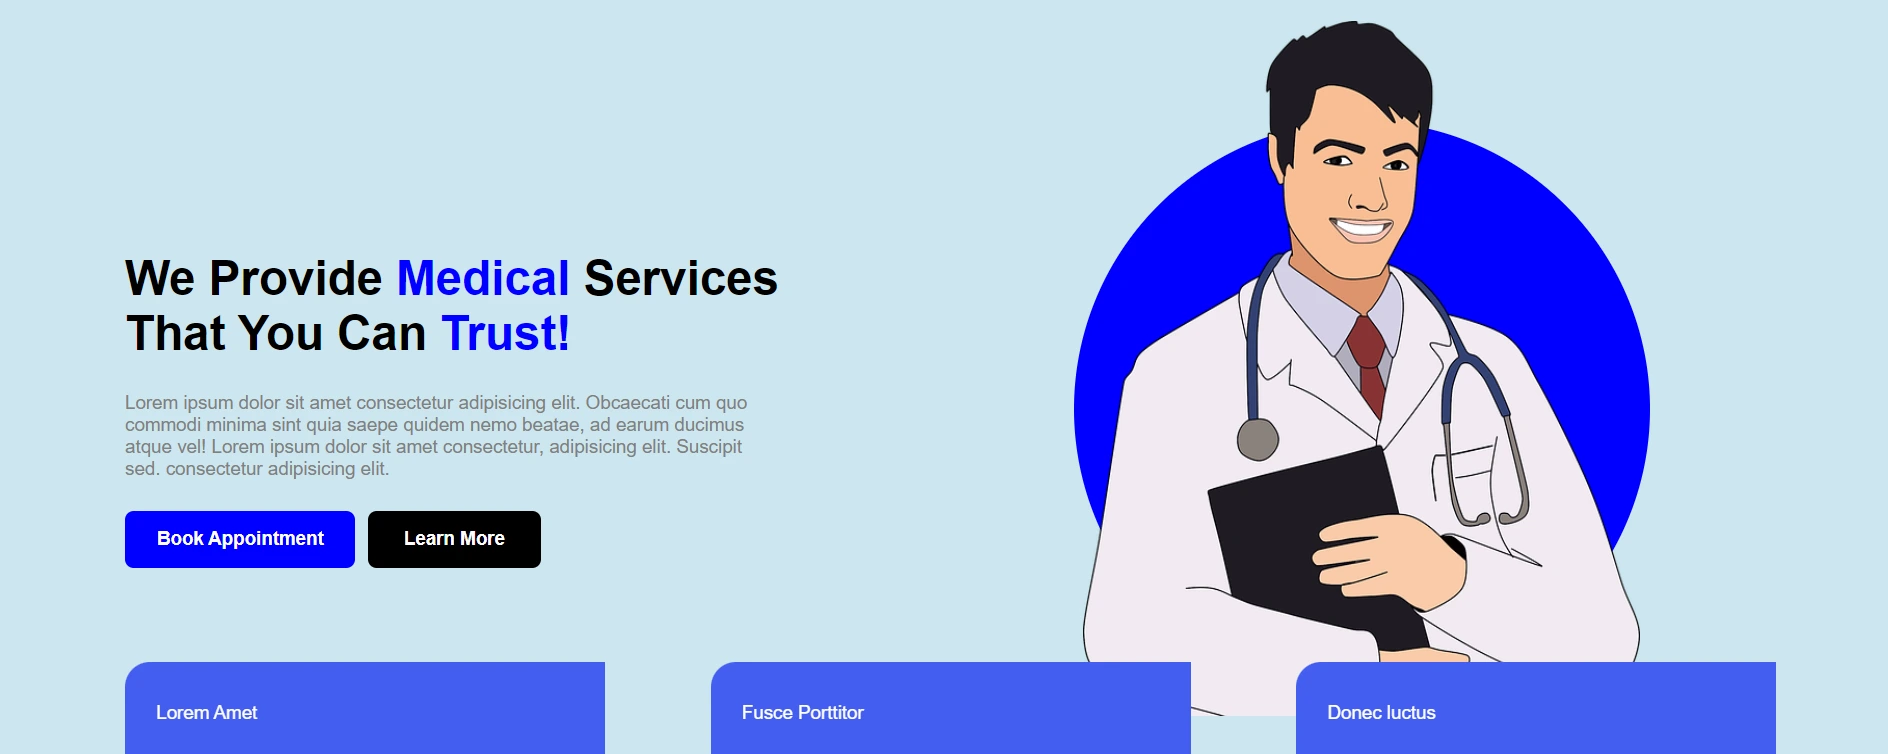 We Provide Medical Services
That You Can Trust!
Lorem ipsum dolor sit amet consectetur adipisicing elit. Obcaecati cum quo
commodi minima sint quia saepe quidem nemo beatae, ad earum ducimus
atque vel! Lorem ipsum dolor sit amet consectetur, adipisicing elit. Suscipit
sed. consectetur adipisicing elit.
Book Appointment
Learn More
Lorem Amet
Fusce Porttitor
Donec luctus